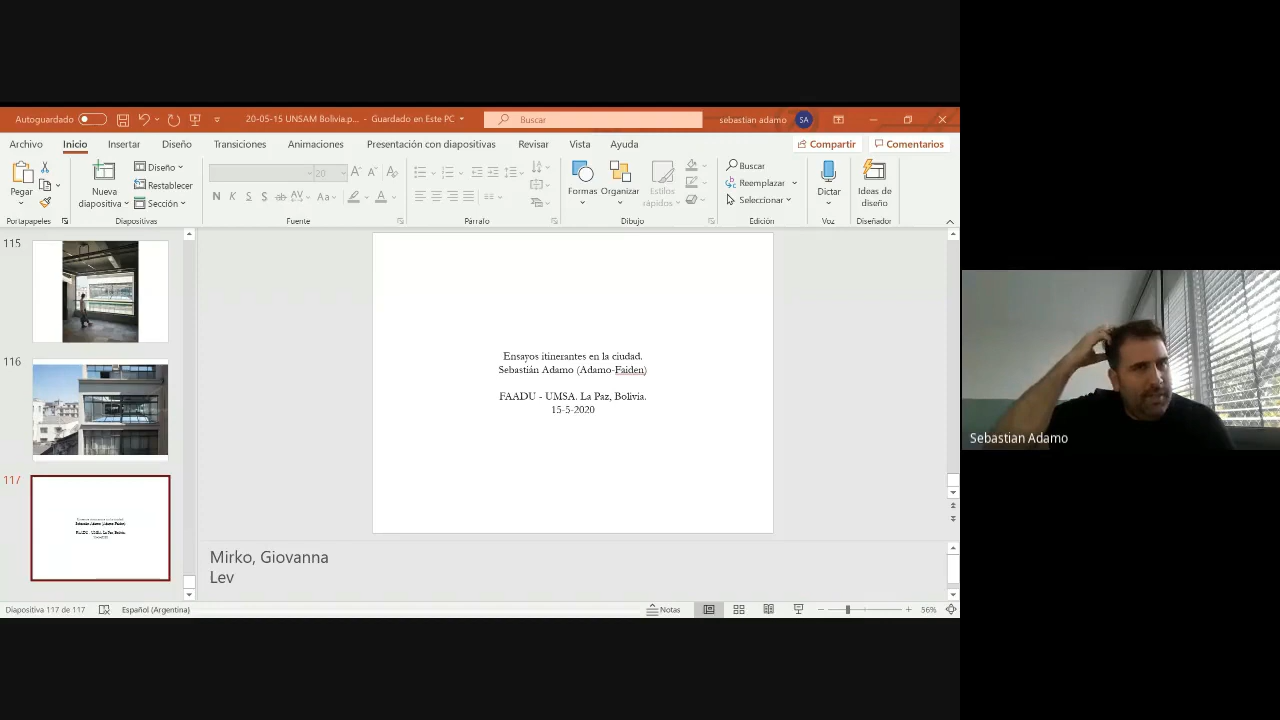 Autoguardado
20-05-15 UNSAM Bolivia.p... - Guardado en Este PC
Buscar
sebastian adamo
SA
Archivo Inicio Insertar Diseño Transiciones Animaciones Presentación con diapositivas Revisar Vista Ayuda Compartir Comentarios
Pegar
Portapapeles
Nueva diapositiva
Diseño
Restablecer
Sección
Diapositivas
20
N K S S ab AV Aa A
Fuente
Párrafo
Formas
Organizar
Estilos rápidos
Dibujo
Buscar
Reemplazar
Seleccionar
Edición
Dictar
Voz
Ideas de diseño
Diseñador
115
116
117
Ensayos itinerantes en la ciudad.
Sebastián Adamo (Adamo-Faiden)
FAADU - UMSA. La Paz, Bolivia.
15-5-2020
Mirko, Giovanna
Lev
Diapositiva 117 de 117
Español (Argentina)
Notas
56%
Sebastian Adamo